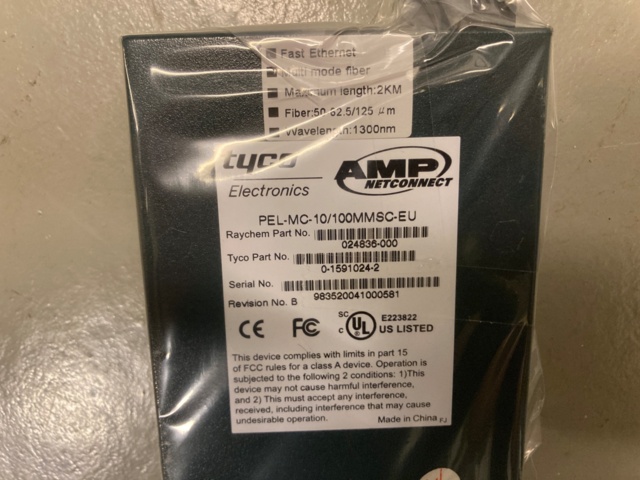 Fast Ethernet
Multi mode fiber
Maximum length:2KM
Fiber:50 62.5/125 μm
Wavelength:1300nm
tyco
Electronics
AMP
NETCONNECT
PEL-MC-10/100MMSC-EU
Raychem Part No.
024836-000
Tyco Part No.
0-1591024-2
Serial No.
983520041000581
Revision No. B
CE FC SC c UL E223822
US LISTED
This device complies with limits in part 15
of FCC rules for a class A device. Operation is
subjected to the following 2 conditions: 1)This
device may not cause harmful interference,
and 2) This must accept any interference,
received, including interference that may cause
undesirable operation.
Made in China FJ